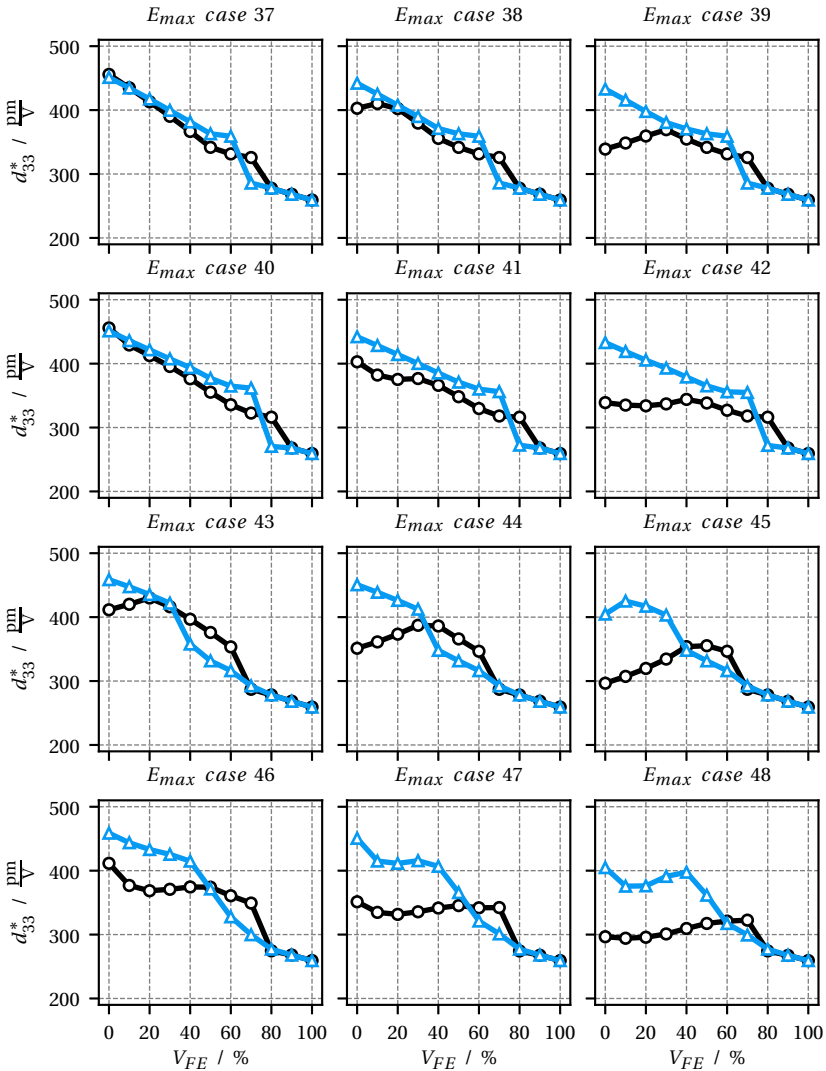 E_max case 37 E_max case 38 E_max case 39
500
400
300
200
d*_33 / pm/V
E_max case 40 E_max case 41 E_max case 42
500
400
300
200
d*_33 / pm/V
E_max case 43 E_max case 44 E_max case 45
500
400
300
200
d*_33 / pm/V
E_max case 46 E_max case 47 E_max case 48
500
400
300
200
d*_33 / pm/V
0 20 40 60 80 100 0 20 40 60 80 100 0 20 40 60 80 100
V_FE / % V_FE / % V_FE / %